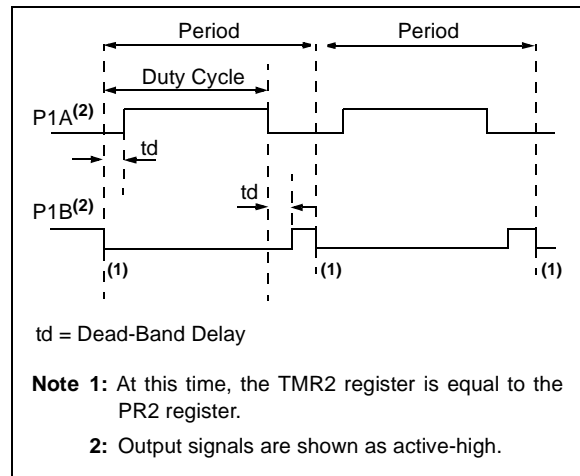 Period Period
Duty Cycle
P1A(2)
td
td
P1B(2)
(1) (1) (1)
td = Dead-Band Delay
Note 1: At this time, the TMR2 register is equal to the
PR2 register.
2: Output signals are shown as active-high.